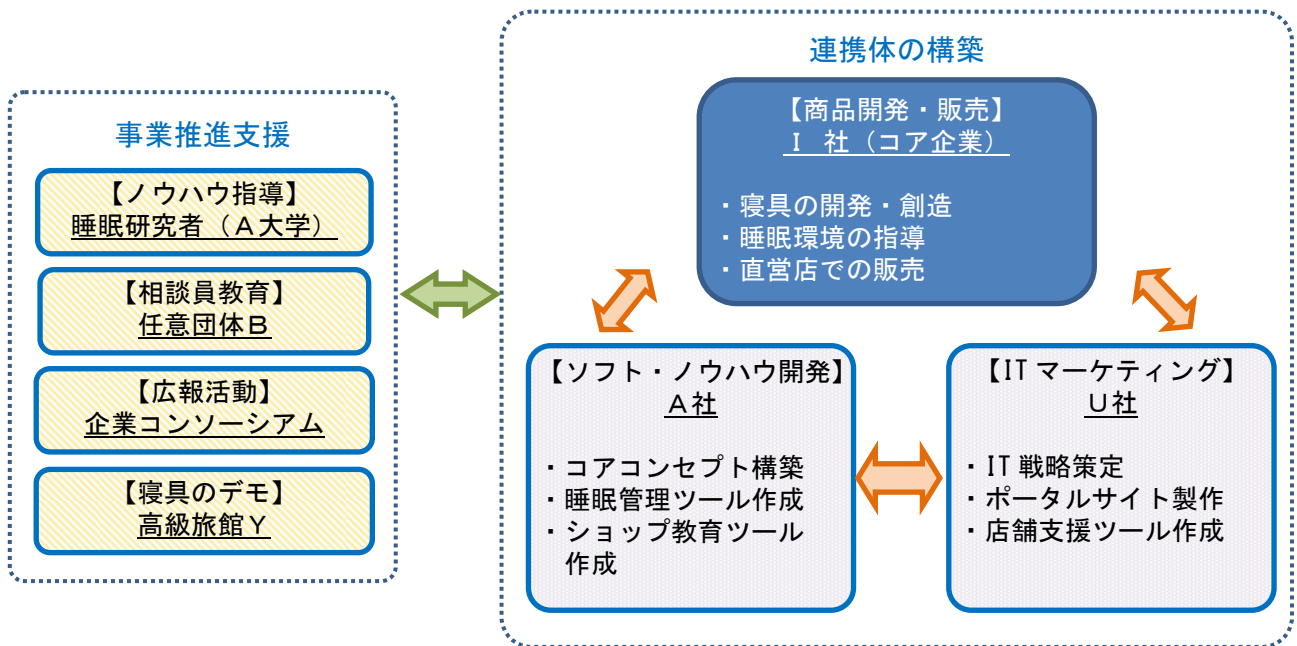 事業推進支援
【ノウハウ指導】
睡眠研究者（Ａ大学）
【相談員教育】
任意団体Ｂ
【広報活動】
企業コンソーシアム
【寝具のデモ】
高級旅館Ｙ
連携体の構築
【商品開発・販売】
Ｉ　社（コア企業）
・寝具の開発・創造
・睡眠環境の指導
・直営店での販売
【ソフト・ノウハウ開発】
Ａ社
・コアコンセプト構築
・睡眠管理ツール作成
・ショップ教育ツール
作成
【IT マーケティング】
Ｕ社
・IT 戦略策定
・ポータルサイト製作
・店舗支援ツール作成